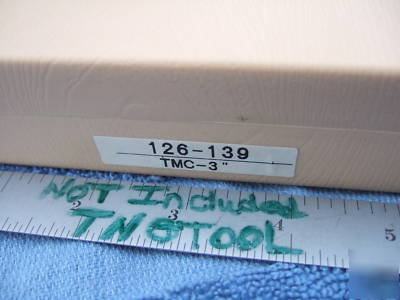 126-139
TMC-3"
NOT Included
2 3 4 5
TNGTOOL